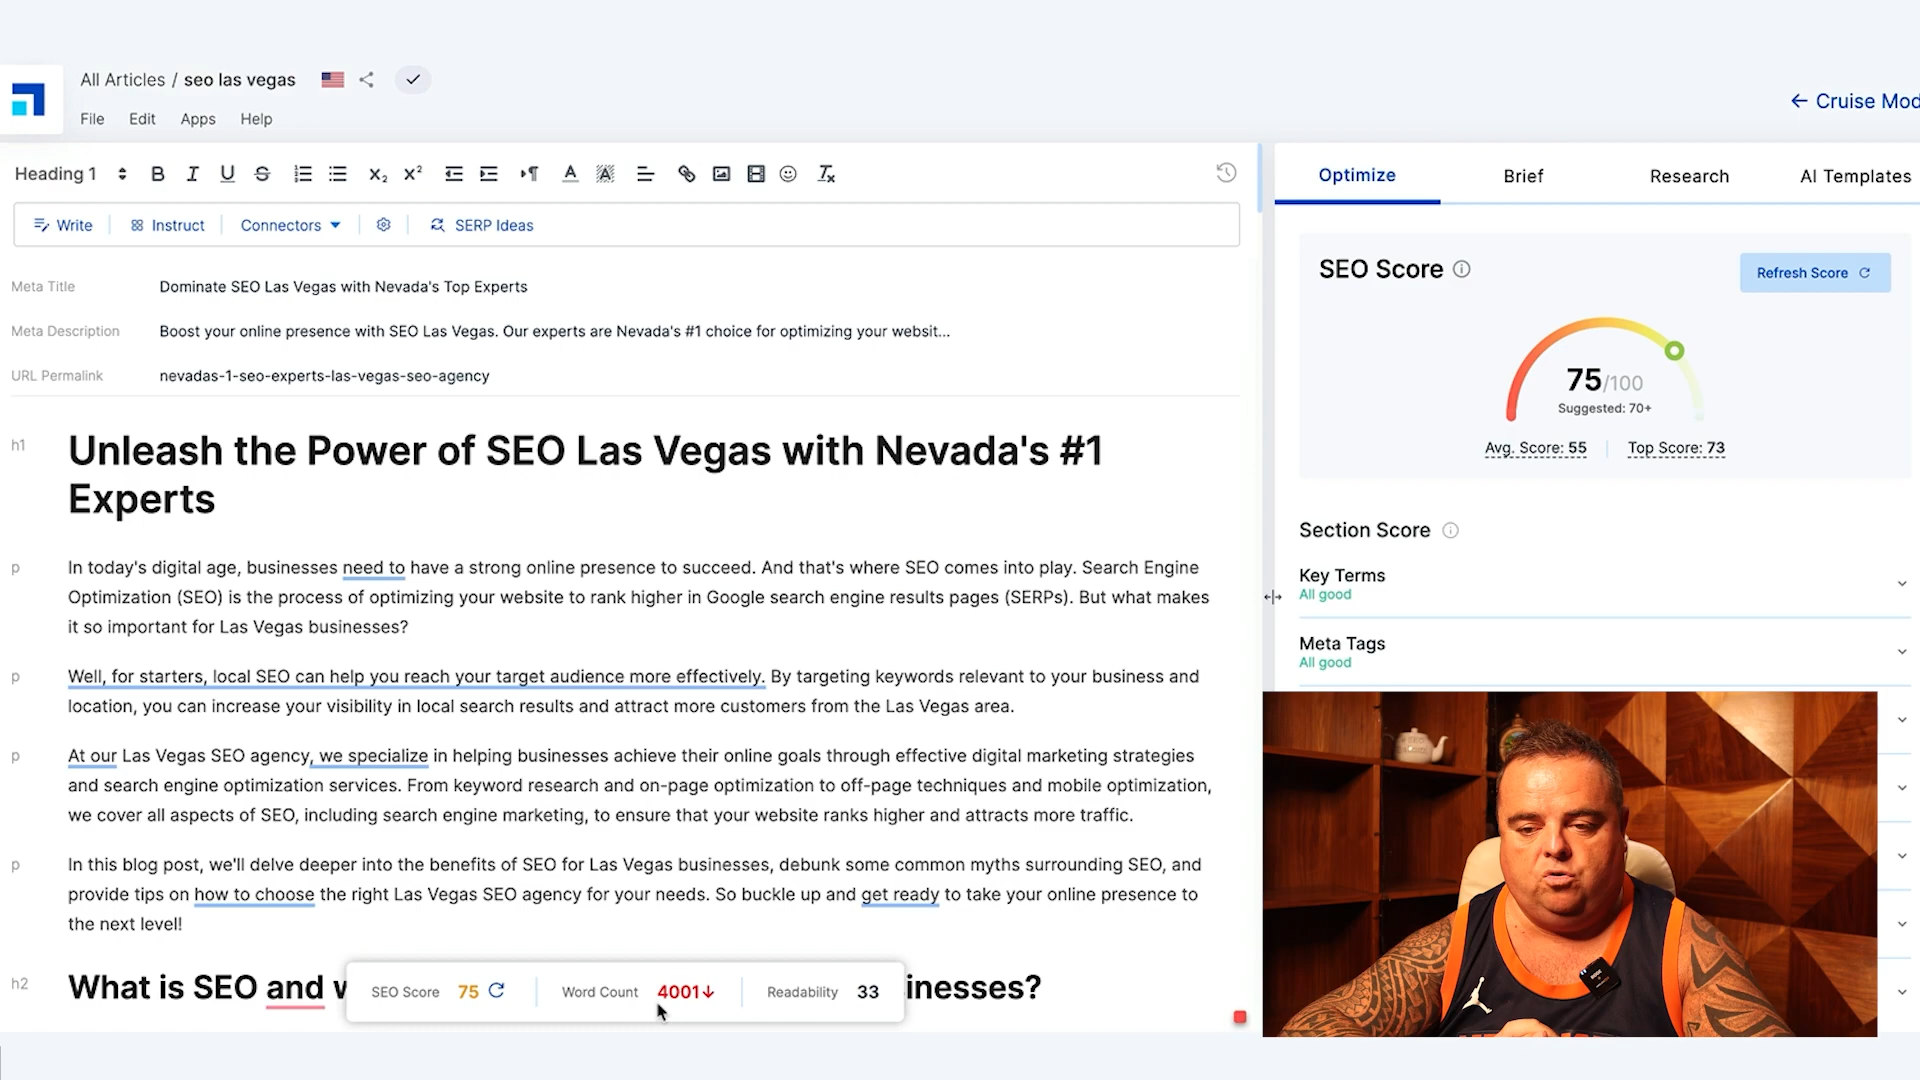 All Articles / seo las vegas
File Edit Apps Help
← Cruise Mod
Heading 1
Write Instruct Connectors SERP Ideas
Meta Title Dominate SEO Las Vegas with Nevada's Top Experts
Meta Description Boost your online presence with SEO Las Vegas. Our experts are Nevada's #1 choice for optimizing your websit...
URL Permalink nevadas-1-seo-experts-las-vegas-seo-agency
h1 Unleash the Power of SEO Las Vegas with Nevada's #1
Experts
p In today's digital age, businesses need to have a strong online presence to succeed. And that's where SEO comes into play. Search Engine
Optimization (SEO) is the process of optimizing your website to rank higher in Google search engine results pages (SERPs). But what makes
it so important for Las Vegas businesses?
p Well, for starters, local SEO can help you reach your target audience more effectively. By targeting keywords relevant to your business and
location, you can increase your visibility in local search results and attract more customers from the Las Vegas area.
p At our Las Vegas SEO agency, we specialize in helping businesses achieve their online goals through effective digital marketing strategies
and search engine optimization services. From keyword research and on-page optimization to off-page techniques and mobile optimization,
we cover all aspects of SEO, including search engine marketing, to ensure that your website ranks higher and attracts more traffic.
p In this blog post, we'll delve deeper into the benefits of SEO for Las Vegas businesses, debunk some common myths surrounding SEO, and
provide tips on how to choose the right Las Vegas SEO agency for your needs. So buckle up and get ready to take your online presence to
the next level!
h2 What is SEO and w inesses?
SEO Score 75 Word Count 4001↓ Readability 33
Optimize Brief Research AI Templates
SEO Score Refresh Score
75/100
Suggested: 70+
Avg. Score: 55 Top Score: 73
Section Score
Key Terms
All good
Meta Tags
All good